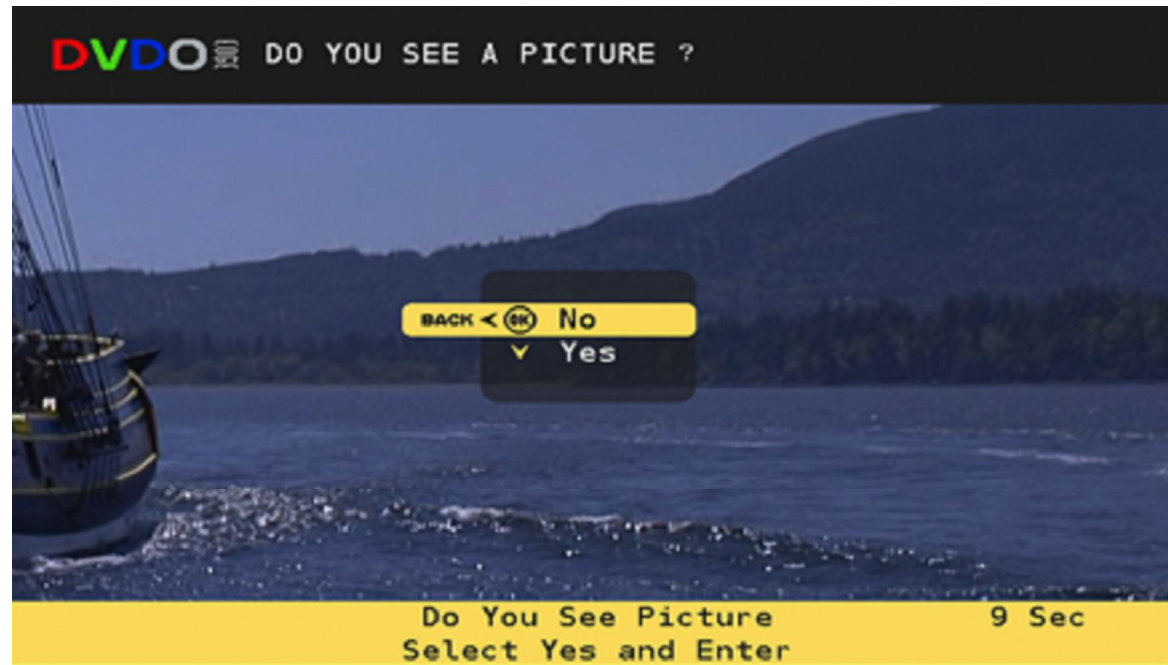 DVDO EDGE DO YOU SEE A PICTURE ?
BACK < OK No
Yes
Do You See Picture 9 Sec
Select Yes and Enter